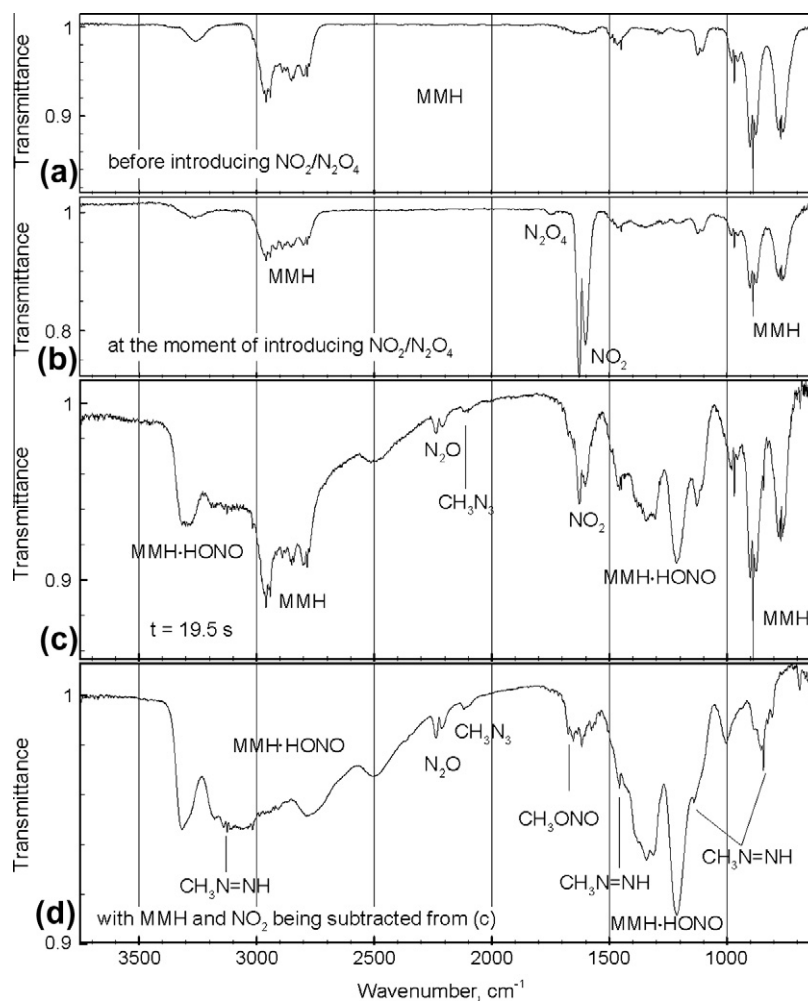 1
Transmittance
0.9
MMH
(a)
before introducing NO₂/N₂O₄
1
Transmittance
0.8
N₂O₄
MMH
NO₂
MMH
(b)
at the moment of introducing NO₂/N₂O₄
1
Transmittance
0.9
N₂O
CH₃N₃
NO₂
MMH·HONO
MMH·HONO
MMH
MMH
(c)
t = 19.5 s
1
Transmittance
0.9
MMH·HONO
CH₃N₃
N₂O
CH₃ONO
CH₃N=NH
CH₃N=NH
CH₃N=NH
MMH·HONO
(d)
with MMH and NO₂ being subtracted from (c)
3500 3000 2500 2000 1500 1000
Wavenumber, cm⁻¹